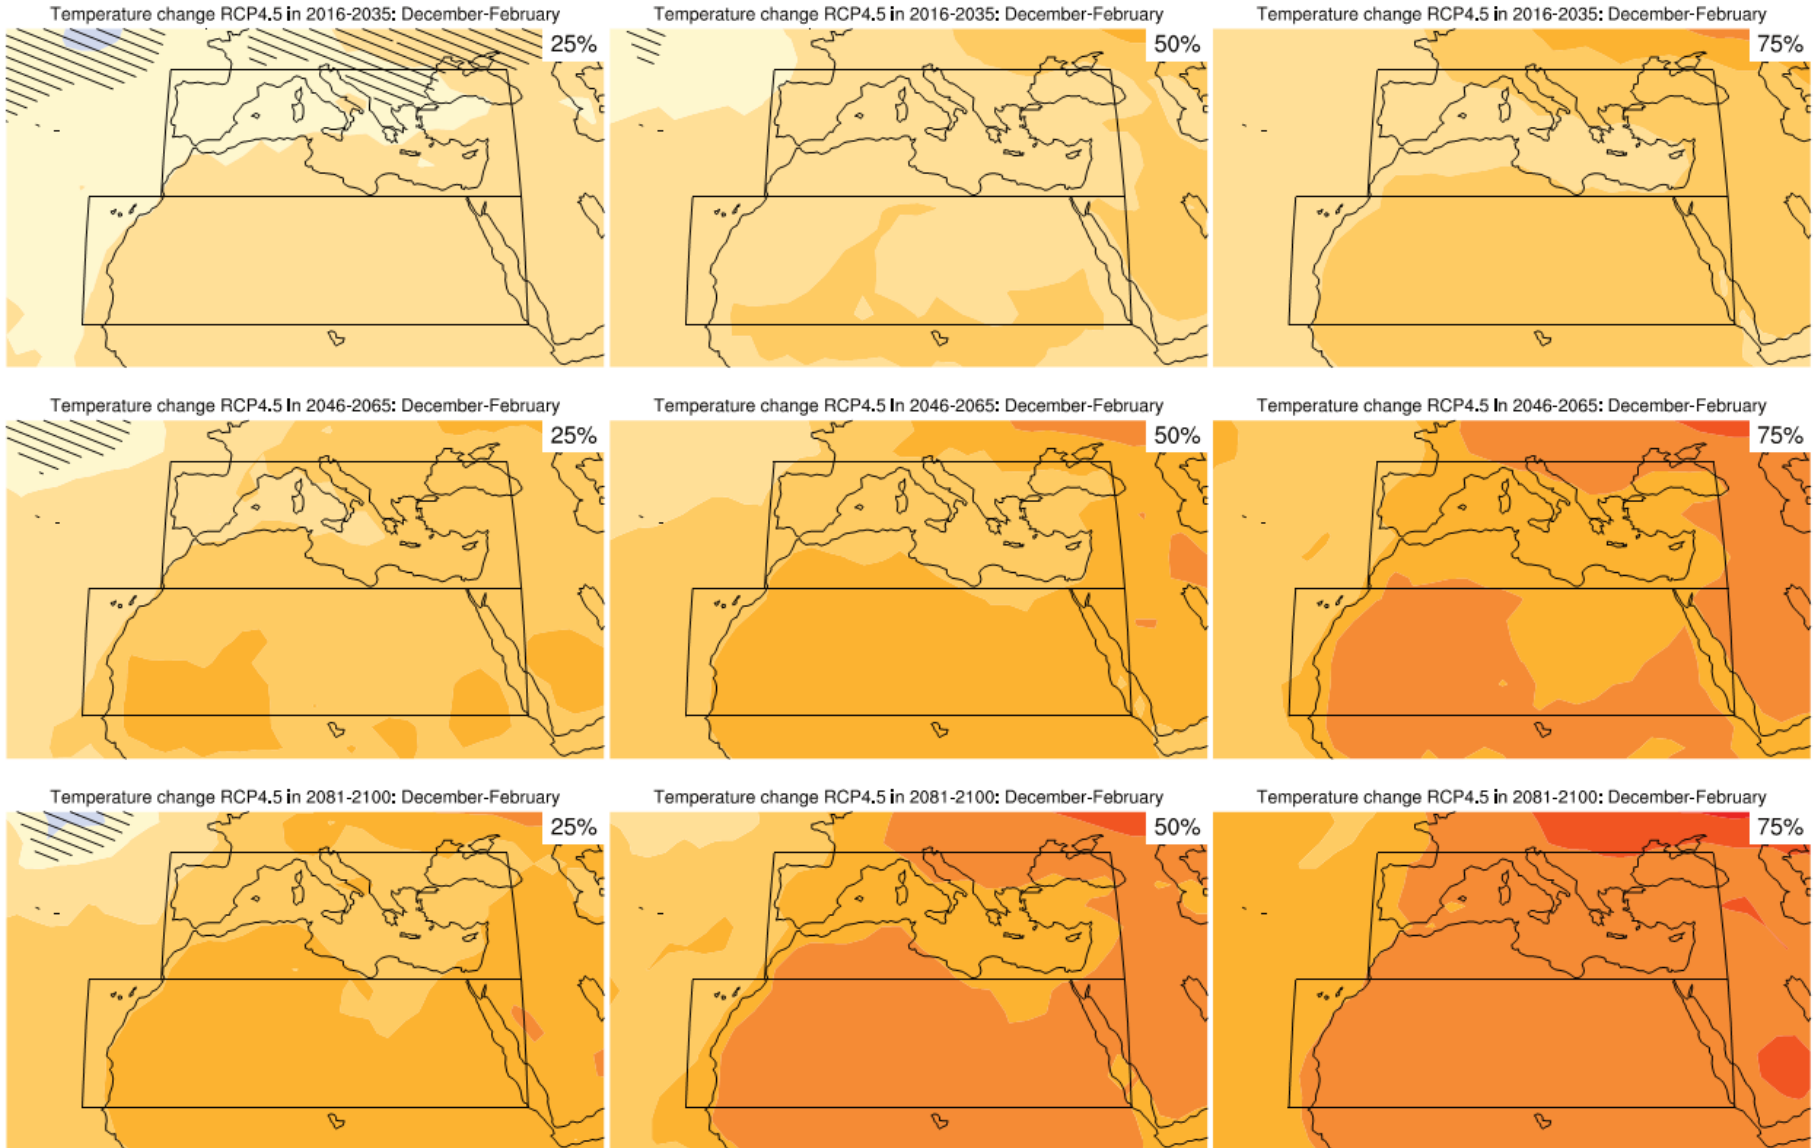 Temperature change RCP4.5 in 2016-2035: December-February
25%
Temperature change RCP4.5 in 2016-2035: December-February
50%
Temperature change RCP4.5 in 2016-2035: December-February
75%
Temperature change RCP4.5 in 2046-2065: December-February
25%
Temperature change RCP4.5 in 2046-2065: December-February
50%
Temperature change RCP4.5 in 2046-2065: December-February
75%
Temperature change RCP4.5 in 2081-2100: December-February
25%
Temperature change RCP4.5 in 2081-2100: December-February
50%
Temperature change RCP4.5 in 2081-2100: December-February
75%